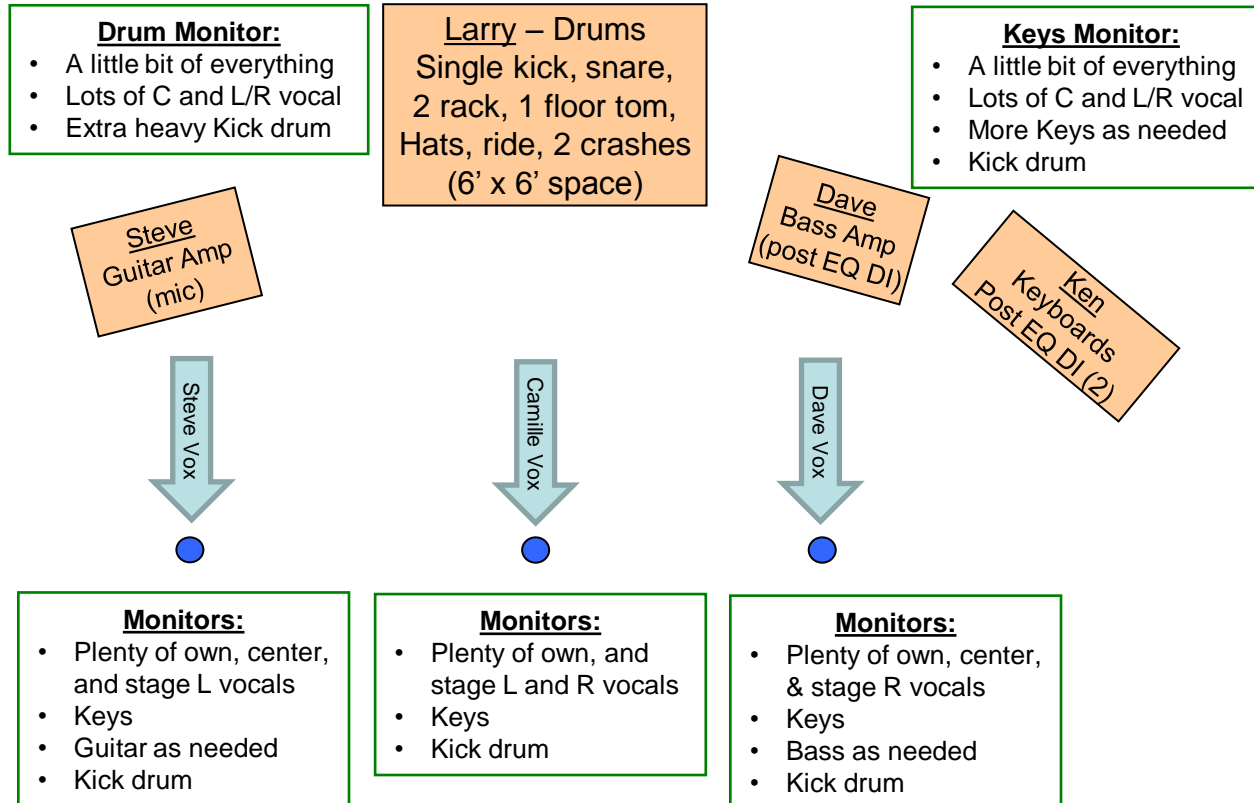 Drum Monitor:
• A little bit of everything
• Lots of C and L/R vocal
• Extra heavy Kick drum
Larry – Drums
Single kick, snare,
2 rack, 1 floor tom,
Hats, ride, 2 crashes
(6’ x 6’ space)
Keys Monitor:
• A little bit of everything
• Lots of C and L/R vocal
• More Keys as needed
• Kick drum
Steve
Guitar Amp
(mic)
Dave
Bass Amp
(post EQ DI)
Ken
Keyboards
Post EQ DI (2)
Steve Vox
Camille Vox
Dave Vox
Monitors:
• Plenty of own, center,
and stage L vocals
• Keys
• Guitar as needed
• Kick drum
Monitors:
• Plenty of own, and
stage L and R vocals
• Keys
• Kick drum
Monitors:
• Plenty of own, center,
& stage R vocals
• Keys
• Bass as needed
• Kick drum